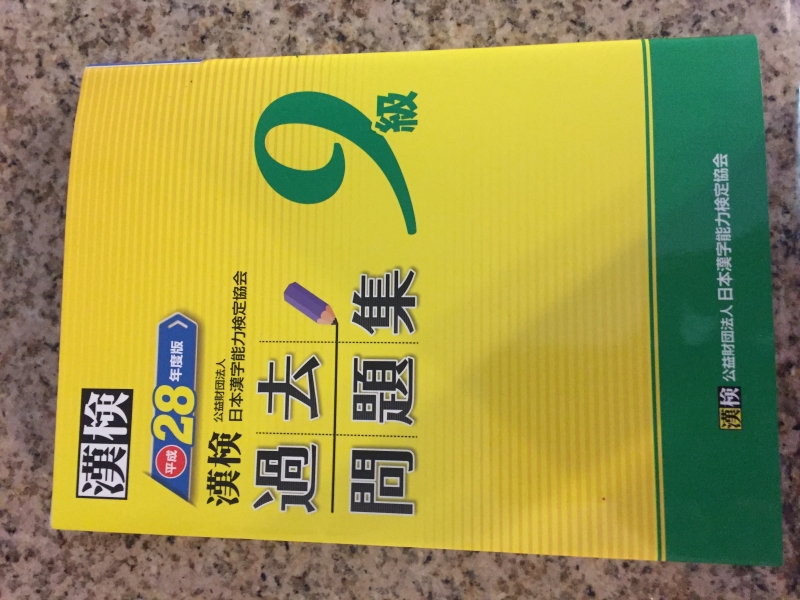 漢検
平成28年度版
漢検 公益財団法人 日本漢字能力検定協会
過去
問題集
9級
漢検 公益財団法人 日本漢字能力検定協会